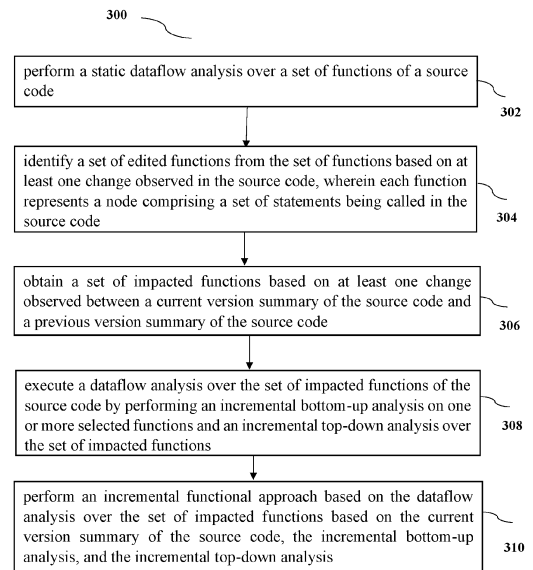 300
perform a static dataflow analysis over a set of functions of a source
code
302
identify a set of edited functions from the set of functions based on at
least one change observed in the source code, wherein each function
represents a node comprising a set of statements being called in the
source code
304
obtain a set of impacted functions based on at least one change
observed between a current version summary of the source code and
a previous version summary of the source code
306
execute a dataflow analysis over the set of impacted functions of the
source code by performing an incremental bottom-up analysis on one
or more selected functions and an incremental top-down analysis over
the set of impacted functions
308
perform an incremental functional approach based on the dataflow
analysis over the set of impacted functions based on the current
version summary of the source code, the incremental bottom-up
analysis, and the incremental top-down analysis
310